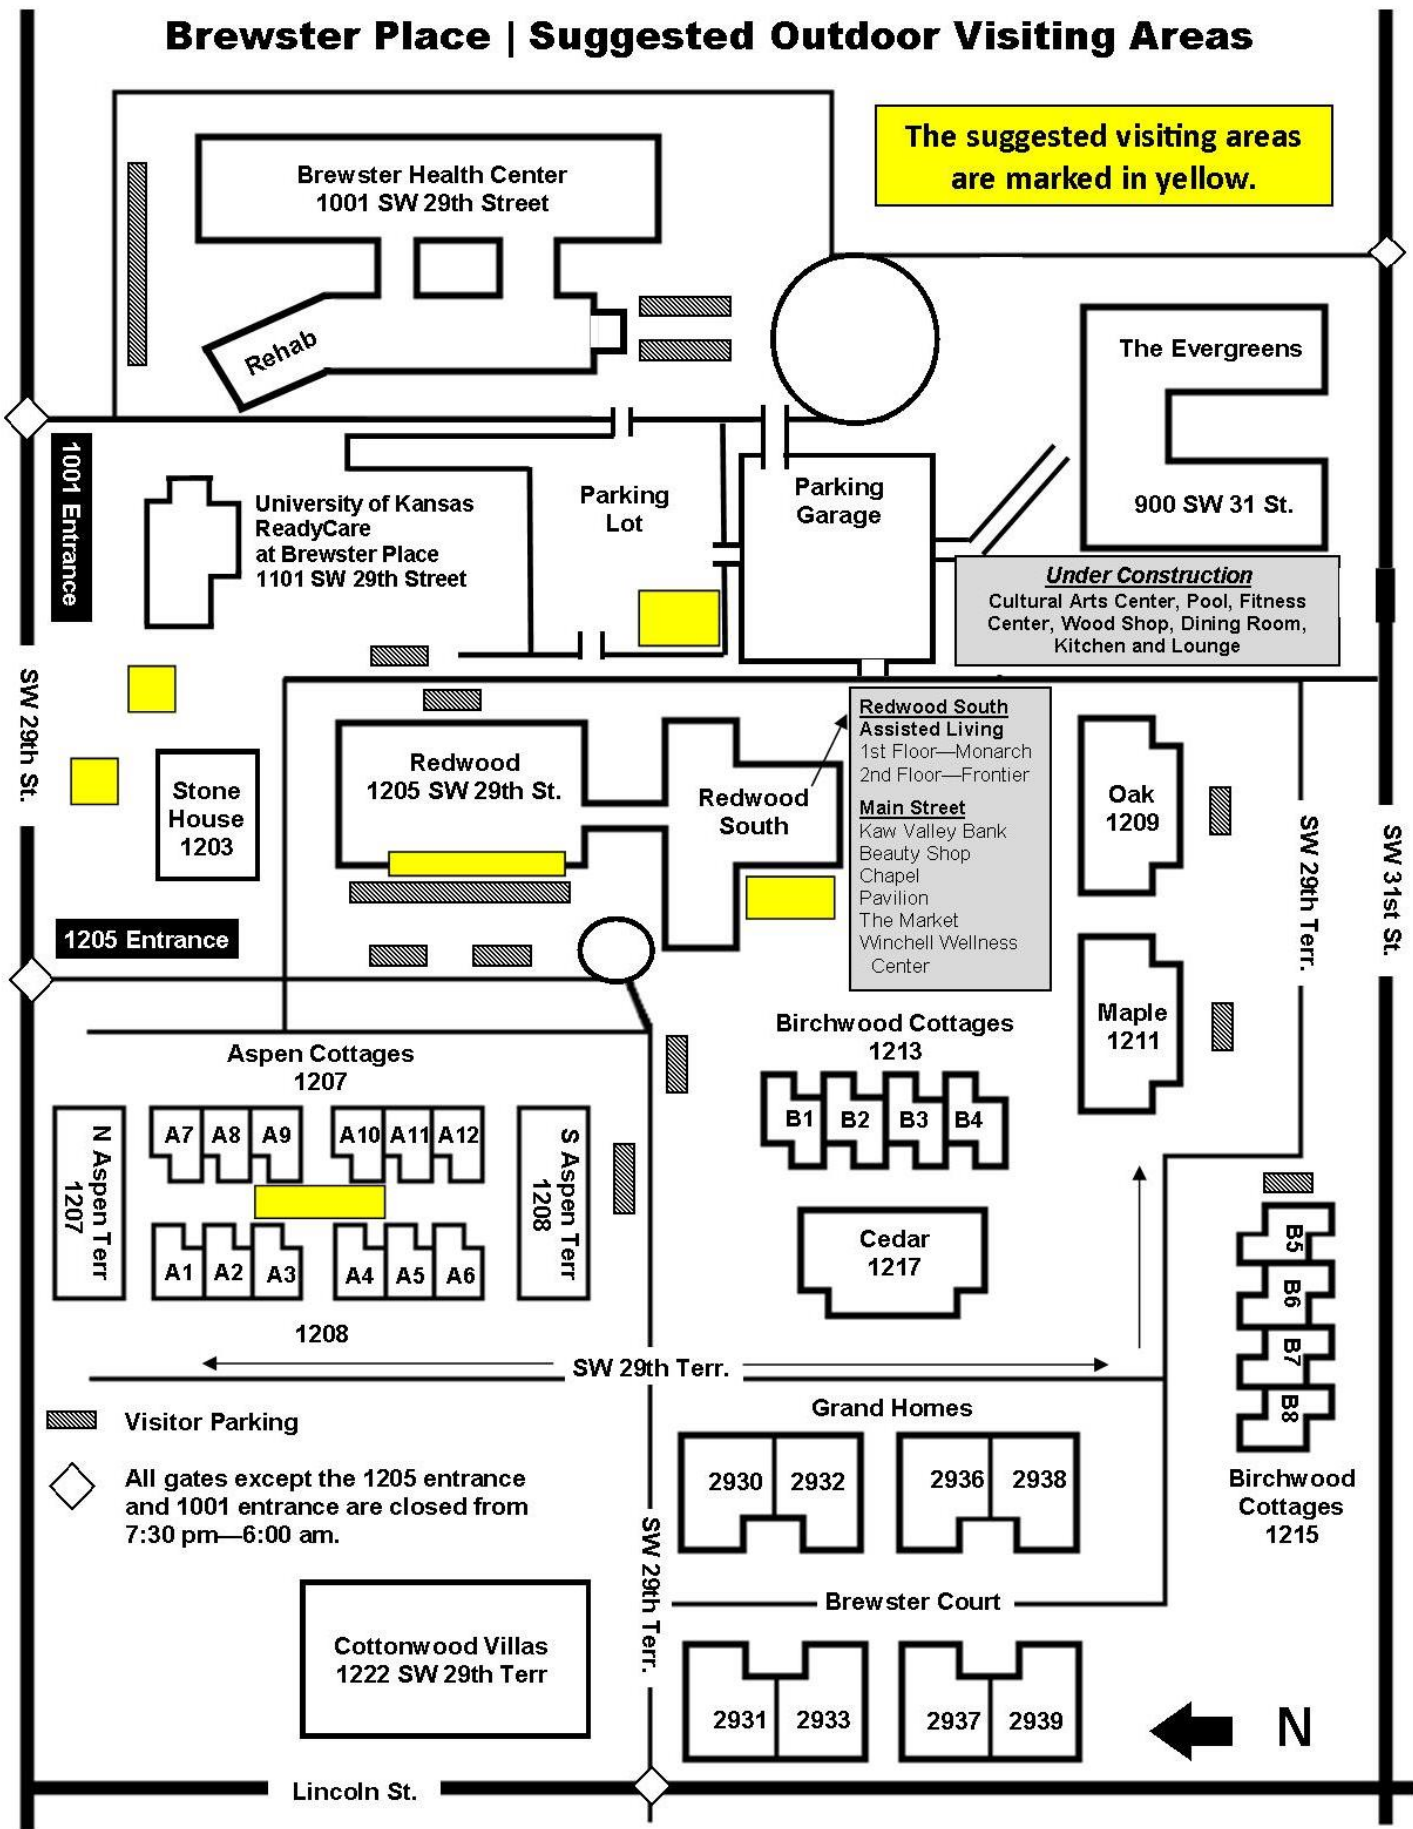 Brewster Place | Suggested Outdoor Visiting Areas
The suggested visiting areas
are marked in yellow.
Brewster Health Center
1001 SW 29th Street
Rehab
The Evergreens
900 SW 31 St.
1001 Entrance
University of Kansas
ReadyCare
at Brewster Place
1101 SW 29th Street
Parking
Lot
Parking
Garage
Under Construction
Cultural Arts Center, Pool, Fitness
Center, Wood Shop, Dining Room,
Kitchen and Lounge
SW 29th St.
Stone
House
1203
Redwood
1205 SW 29th St.
Redwood
South
Redwood South
Assisted Living
1st Floor—Monarch
2nd Floor—Frontier
Main Street
Kaw Valley Bank
Beauty Shop
Chapel
Pavilion
The Market
Winchell Wellness
Center
Oak
1209
SW 29th Terr.
SW 31st St.
1205 Entrance
Maple
1211
Birchwood Cottages
1213
B1
B2
B3
B4
Aspen Cottages
1207
N Aspen Terr
1207
A7
A8
A9
A10
A11
A12
S Aspen Terr
1208
A1
A2
A3
A4
A5
A6
1208
Cedar
1217
B5
B6
B7
B8
Birchwood
Cottages
1215
SW 29th Terr.
Visitor Parking
All gates except the 1205 entrance
and 1001 entrance are closed from
7:30 pm—6:00 am.
Grand Homes
2930
2932
2936
2938
SW 29th Terr.
Brewster Court
Cottonwood Villas
1222 SW 29th Terr
2931
2933
2937
2939
N
Lincoln St.